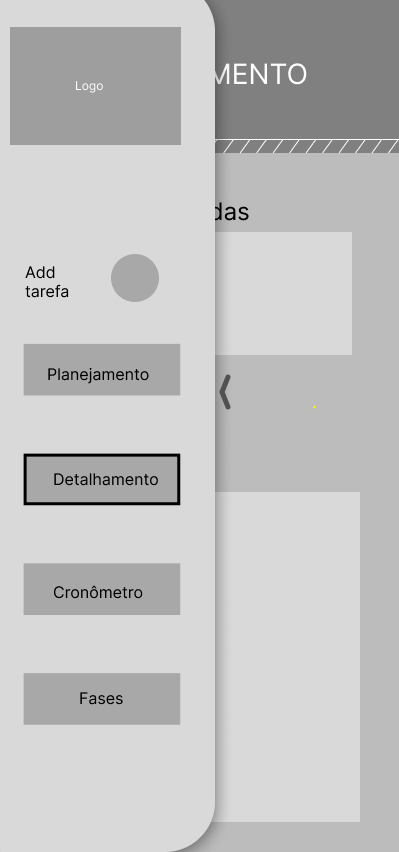 Logo
MENTO
das
Add
tarefa
Planejamento
Detalhamento
Cronômetro
Fases